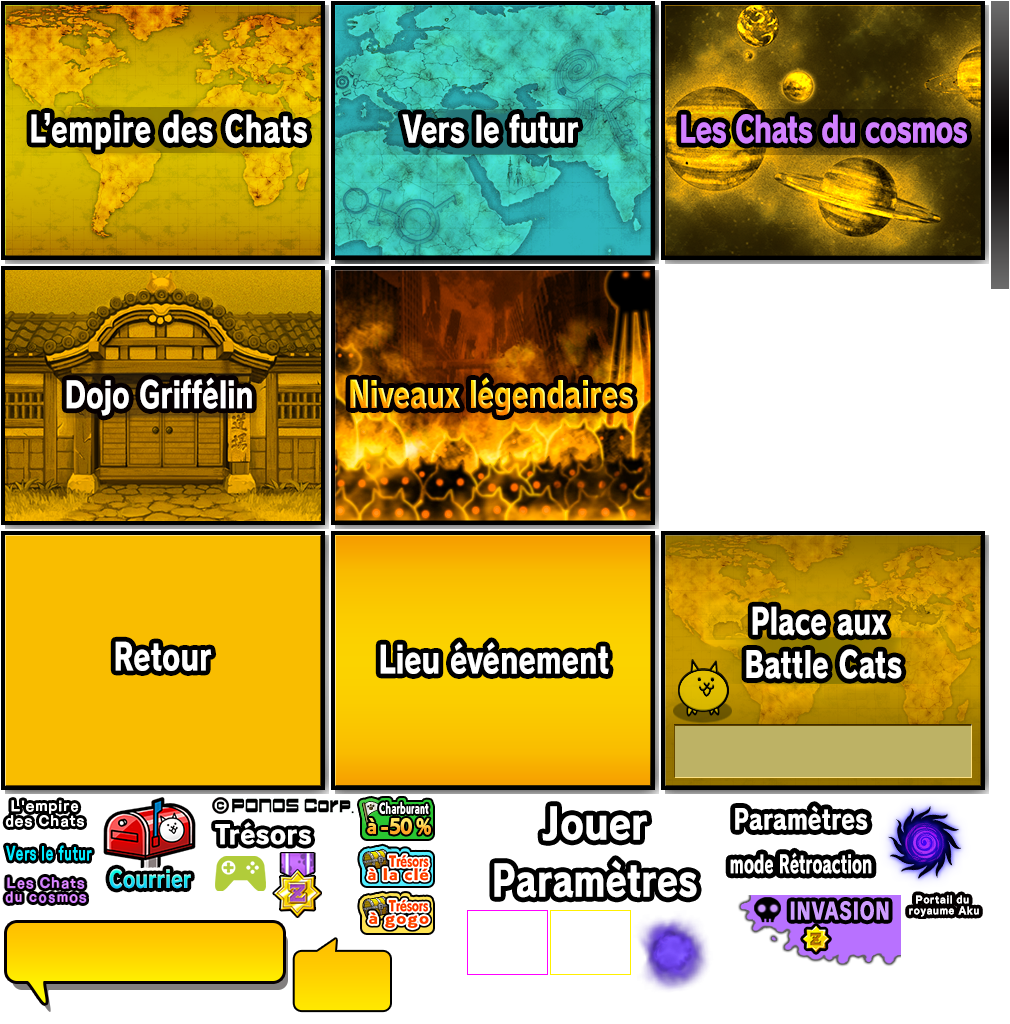 L'empire des Chats
Vers le futur
Les Chats du cosmos
Dojo Griffélin
Niveaux légendaires
Retour
Lieu événement
Place aux
Battle Cats
L'empire
des Chats
Vers le futur
Les Chats
du cosmos
Courrier
© PONOS Corp.
Trésors
Z
Charburant
à -50 %
Trésors
à la clé
Trésors
à gogo
Jouer
Paramètres
Paramètres
mode Rétroaction
INVASION
Z
Portail du
royaume Aku